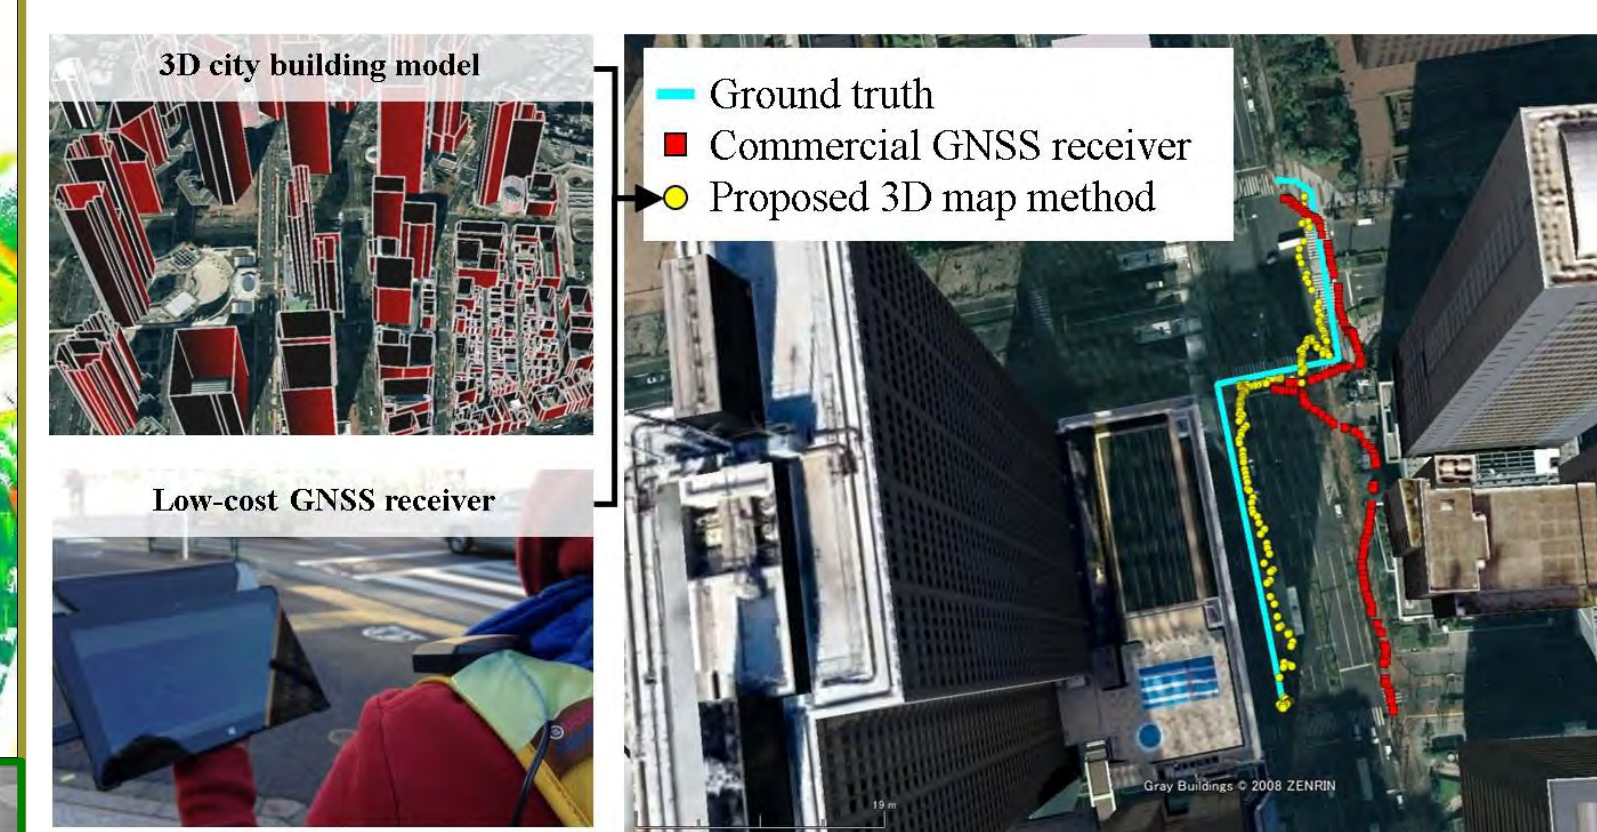 3D city building model
Low-cost GNSS receiver
Ground truth
Commercial GNSS receiver
Proposed 3D map method
Gray Buildings © 2008 ZENRIN
19 m